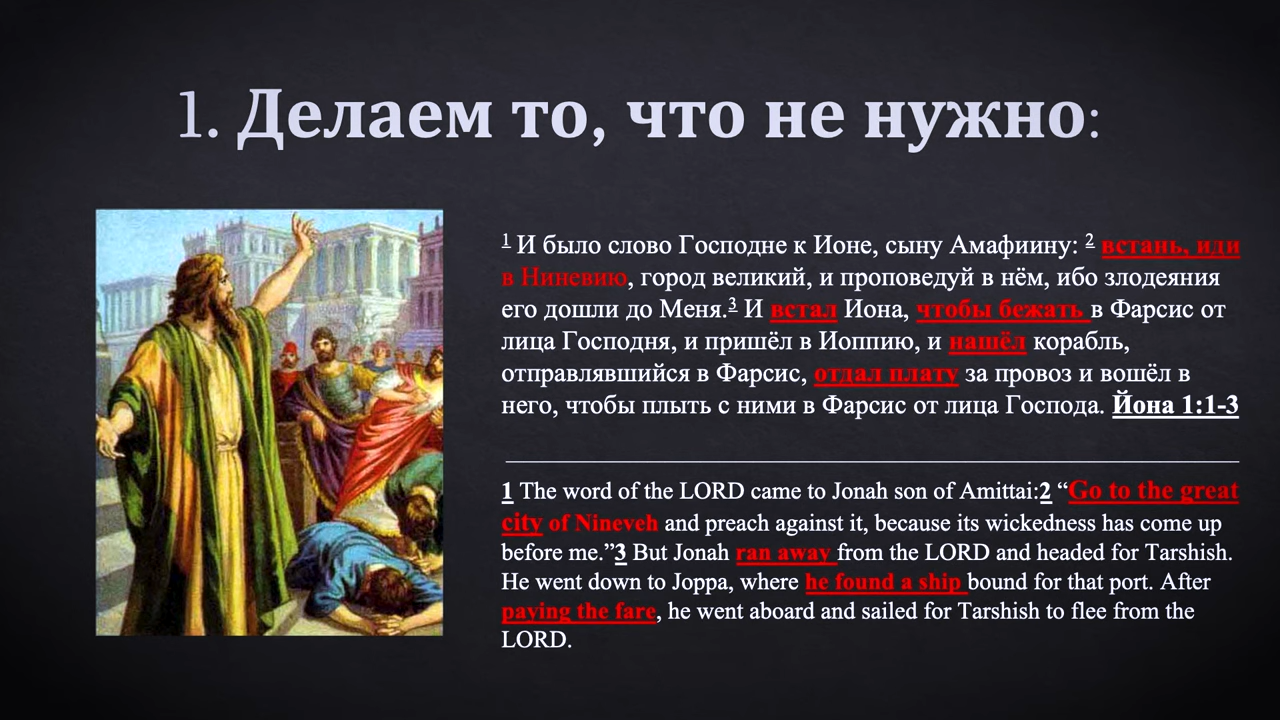 1. Делаем то, что не нужно:
1 И было слово Господне к Ионе, сыну Амафиину: 2 встань, иди
в Ниневию, город великий, и проповедуй в нём, ибо злодеяния
его дошли до Меня.3 И встал Иона, чтобы бежать в Фарсис от
лица Господня, и пришёл в Иоппию, и нашёл корабль,
отправлявшийся в Фарсис, отдал плату за провоз и вошёл в
него, чтобы плыть с ними в Фарсис от лица Господа. Йона 1:1-3
1 The word of the LORD came to Jonah son of Amittai:2 “Go to the great
city of Nineveh and preach against it, because its wickedness has come up
before me.”3 But Jonah ran away from the LORD and headed for Tarshish.
He went down to Joppa, where he found a ship bound for that port. After
paying the fare, he went aboard and sailed for Tarshish to flee from the
LORD.